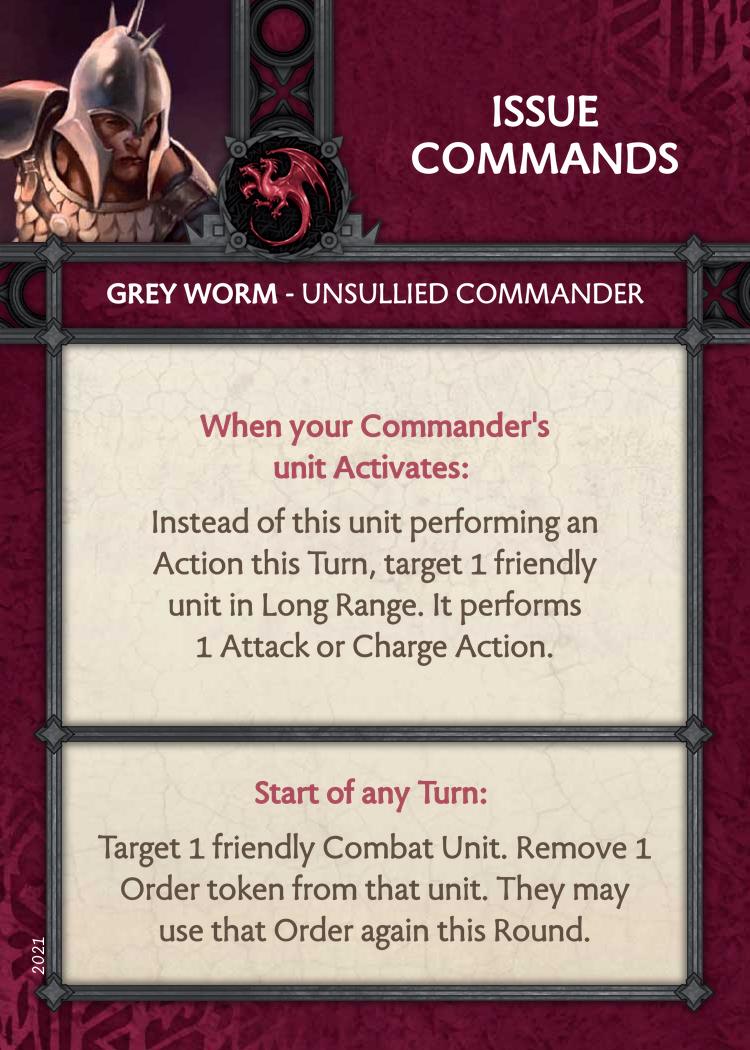 ISSUE
COMMANDS
GREY WORM - UNSULLIED COMMANDER
When your Commander's
unit Activates:
Instead of this unit performing an
Action this Turn, target 1 friendly
unit in Long Range. It performs
1 Attack or Charge Action.
Start of any Turn:
Target 1 friendly Combat Unit. Remove 1
Order token from that unit. They may
use that Order again this Round.
2021